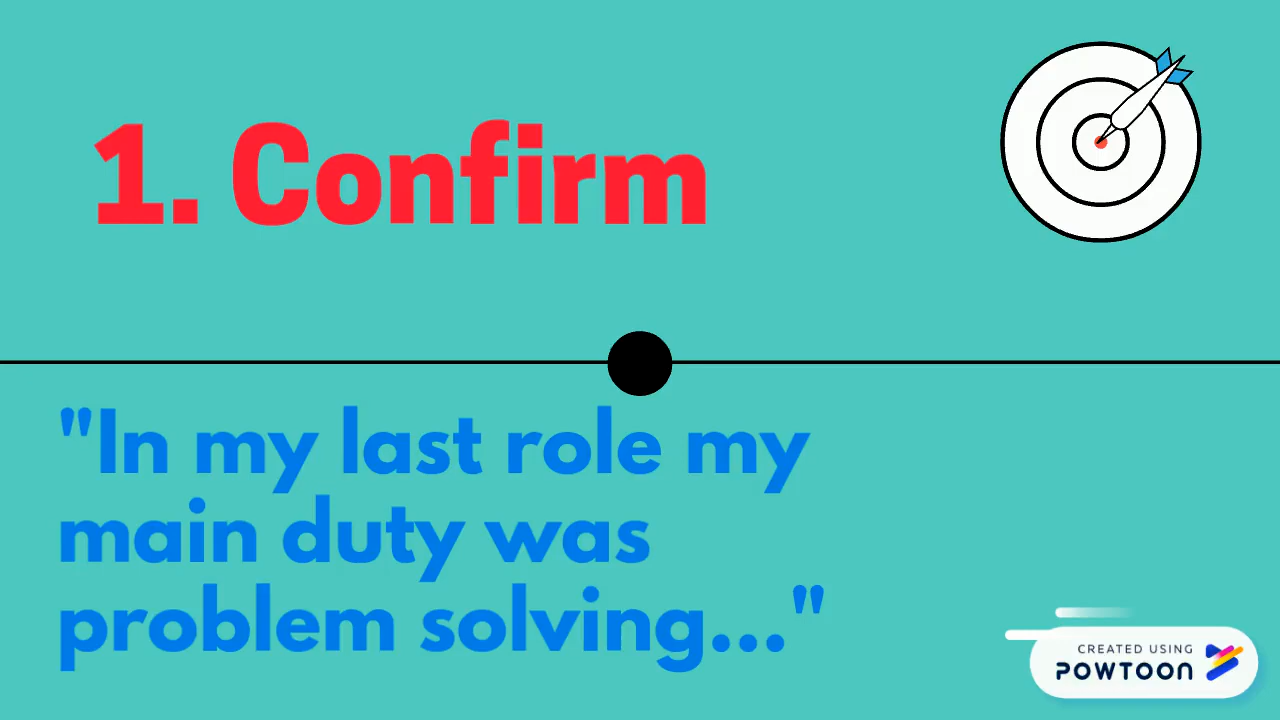 1. Confirm
"In my last role my
main duty was
problem solving..."
CREATED USING
POWTOON